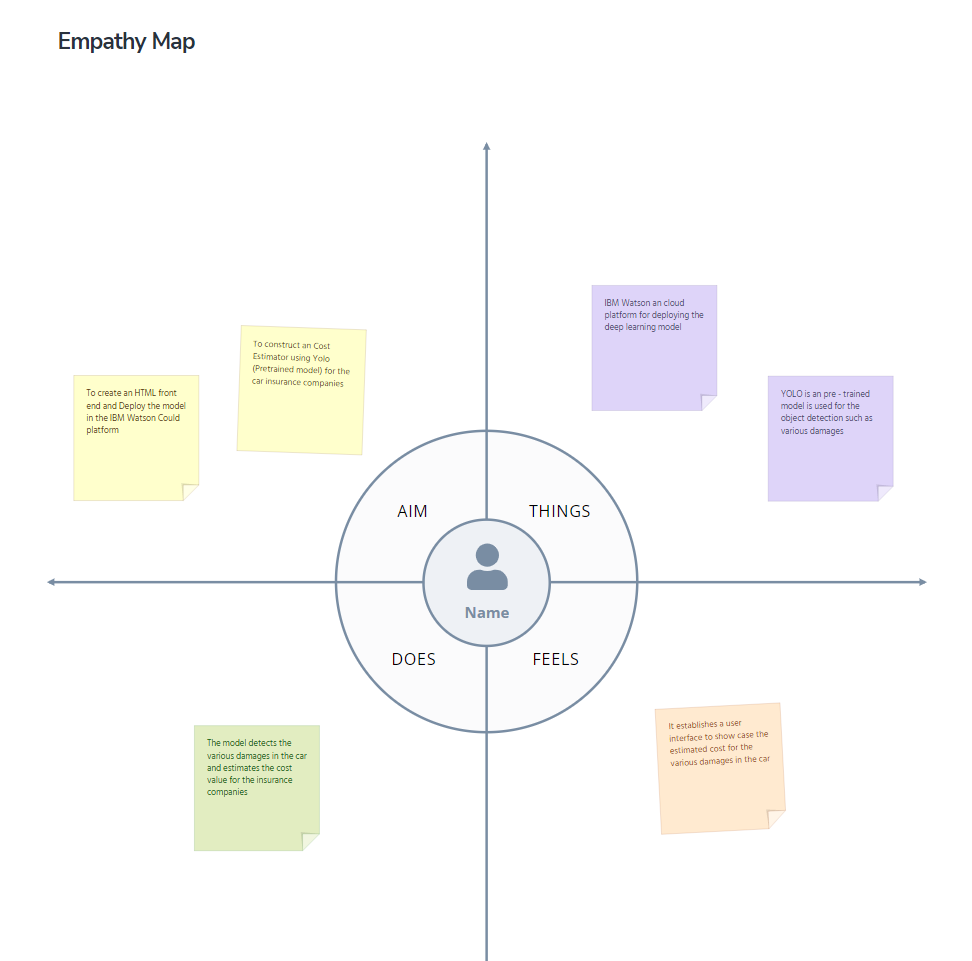 Empathy Map
IBM Watson an cloud
platform for deploying the
deep learning model
To construct an Cost
Estimator using Yolo
(Pretrained model) for the
car insurance companies
To create an HTML front
end and Deploy the model
in the IBM Watson Could
platform
YOLO is an pre - trained
model is used for the
object detection such as
various damages
AIM
THINGS
Name
DOES
FEELS
The model detects the
various damages in the car
and estimates the cost
value for the insurance
companies
It establishes a user
interface to show case the
estimated cost for the
various damages in the car